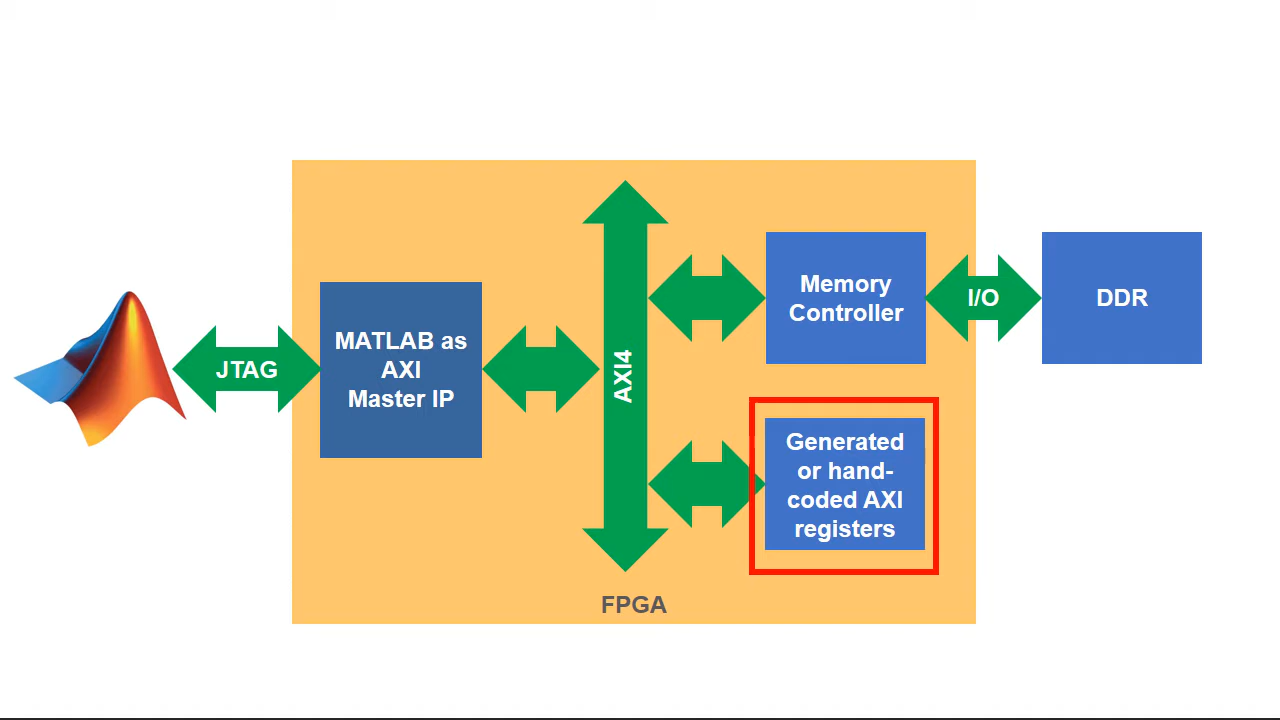 JTAG
MATLAB as
AXI
Master IP
AXI4
Memory
Controller
I/O
DDR
Generated
or hand-
coded AXI
registers
FPGA